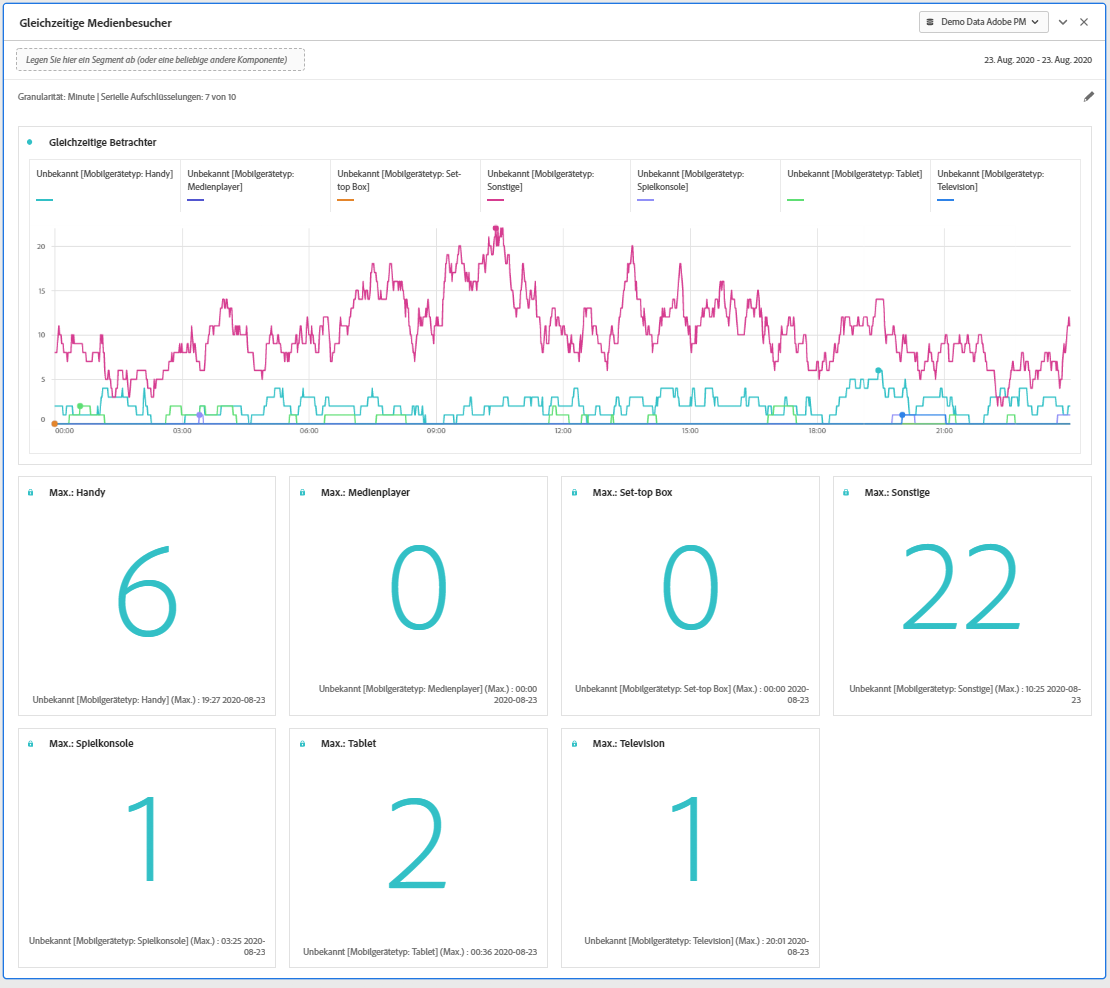 Gleichzeitige Medienbesucher
Demo Data Adobe PM
Legen Sie hier ein Segment ab (oder eine beliebige andere Komponente)
23. Aug. 2020 - 23. Aug. 2020
Granularität: Minute | Serielle Aufschlüsselungen: 7 von 10
Gleichzeitige Betrachter
Unbekannt [Mobilgerätetyp: Handy]
Unbekannt [Mobilgerätetyp:
Medienplayer]
Unbekannt [Mobilgerätetyp: Set-
top Box]
Unbekannt [Mobilgerätetyp:
Sonstige]
Unbekannt [Mobilgerätetyp:
Spielkonsole]
Unbekannt [Mobilgerätetyp: Tablet]
Unbekannt [Mobilgerätetyp:
Television]
20
15
10
5
0
00:00 03:00 06:00 09:00 12:00 15:00 18:00 21:00
Max.: Handy
6
Unbekannt [Mobilgerätetyp: Handy] (Max.) : 19:27 2020-08-23
Max.: Medienplayer
0
Unbekannt [Mobilgerätetyp: Medienplayer] (Max.) : 00:00
2020-08-23
Max.: Set-top Box
0
Unbekannt [Mobilgerätetyp: Set-top Box] (Max.) : 00:00 2020-
08-23
Max.: Sonstige
22
Unbekannt [Mobilgerätetyp: Sonstige] (Max.) : 10:25 2020-08-
23
Max.: Spielkonsole
1
Unbekannt [Mobilgerätetyp: Spielkonsole] (Max.) : 03:25 2020-
08-23
Max.: Tablet
2
Unbekannt [Mobilgerätetyp: Tablet] (Max.) : 00:36 2020-08-23
Max.: Television
1
Unbekannt [Mobilgerätetyp: Television] (Max.) : 20:01 2020-
08-23